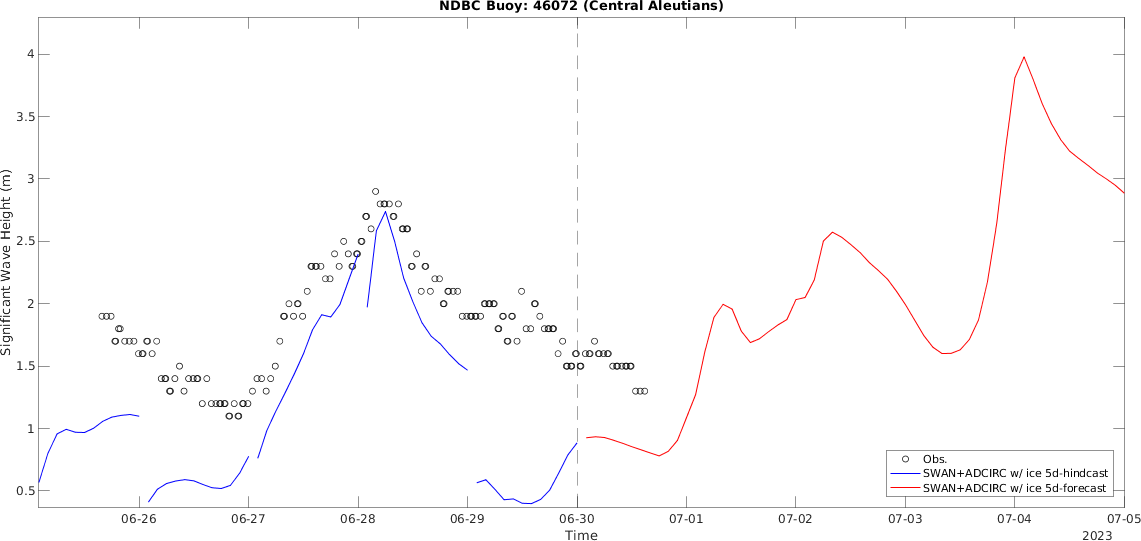 NDBC Buoy: 46072 (Central Aleutians)
Significant Wave Height (m)
4
3.5
3
2.5
2
1.5
1
0.5
Obs.
SWAN+ADCIRC w/ ice 5d-hindcast
SWAN+ADCIRC w/ ice 5d-forecast
06-26 06-27 06-28 06-29 06-30 07-01 07-02 07-03 07-04 07-05
Time
2023